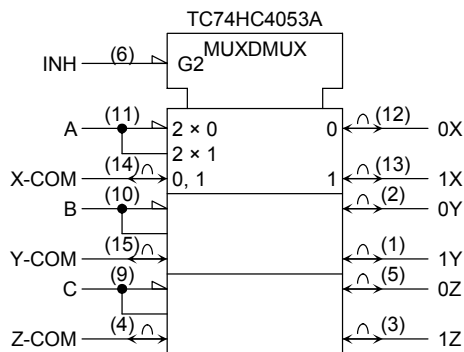 TC74HC4053A
MUXDMUX
INH (6) G2
A (11) 2 × 0 0 (12) 0X
2 × 1
X-COM (14) 0, 1 1 (13) 1X
B (10) (2) 0Y
Y-COM (15) (1) 1Y
C (9) (5) 0Z
Z-COM (4) (3) 1Z